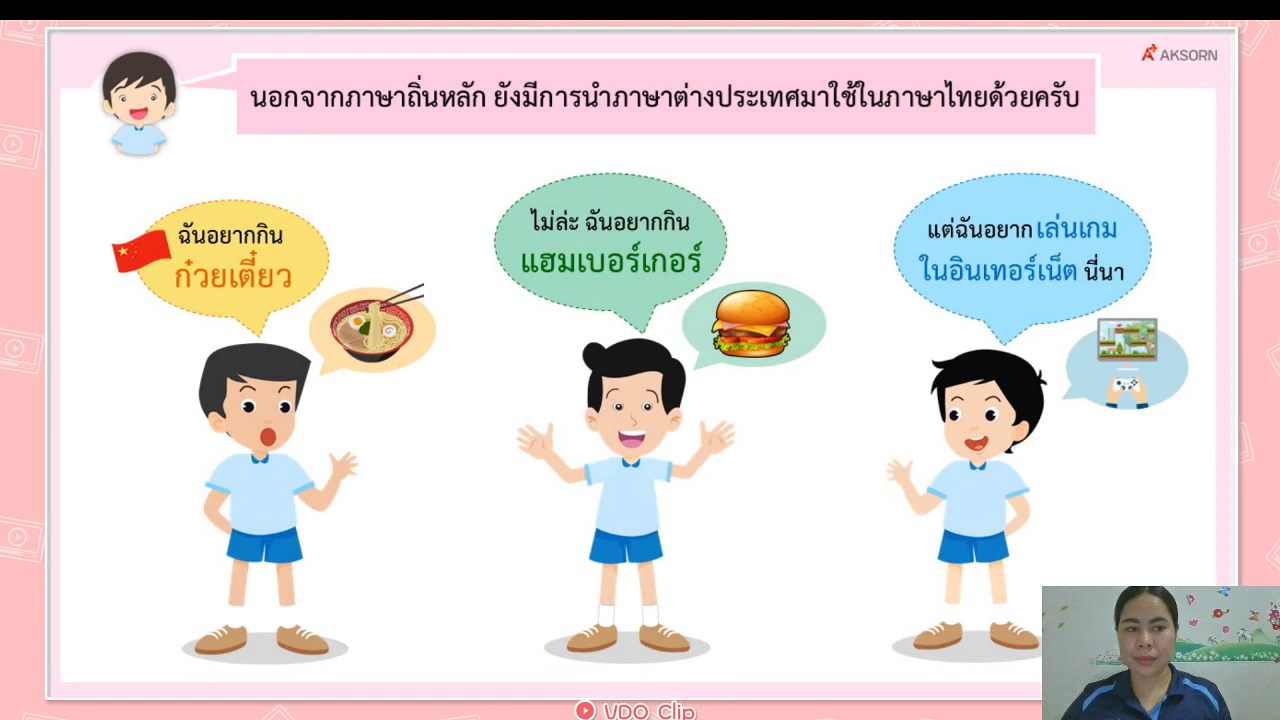 AKSORN
นอกจากภาษาถิ่นหลัก ยังมีการนำภาษาต่างประเทศมาใช้ในภาษาไทยด้วยครับ
ฉันอยากกิน
ก๋วยเตี๋ยว
ไม่ล่ะ ฉันอยากกิน
แฮมเบอร์เกอร์
แต่ฉันอยากเล่นเกม
ในอินเทอร์เน็ต นี่นา
VDO Clip